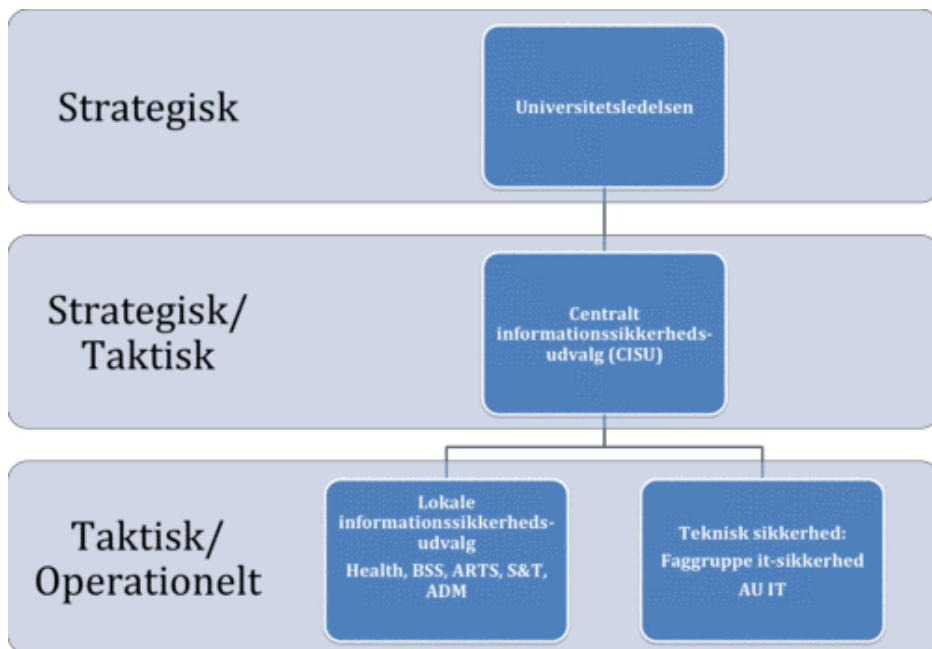 Strategisk
Universitetsledelsen
Strategisk/
Taktisk
Centralt
informationssikkerheds-
udvalg (CISU)
Taktisk/
Operationelt
Lokale
informationssikkerheds-
udvalg
Health, BSS, ARTS, S&T,
ADM
Teknisk sikkerhed:
Faggruppe it-sikkerhed
AU IT